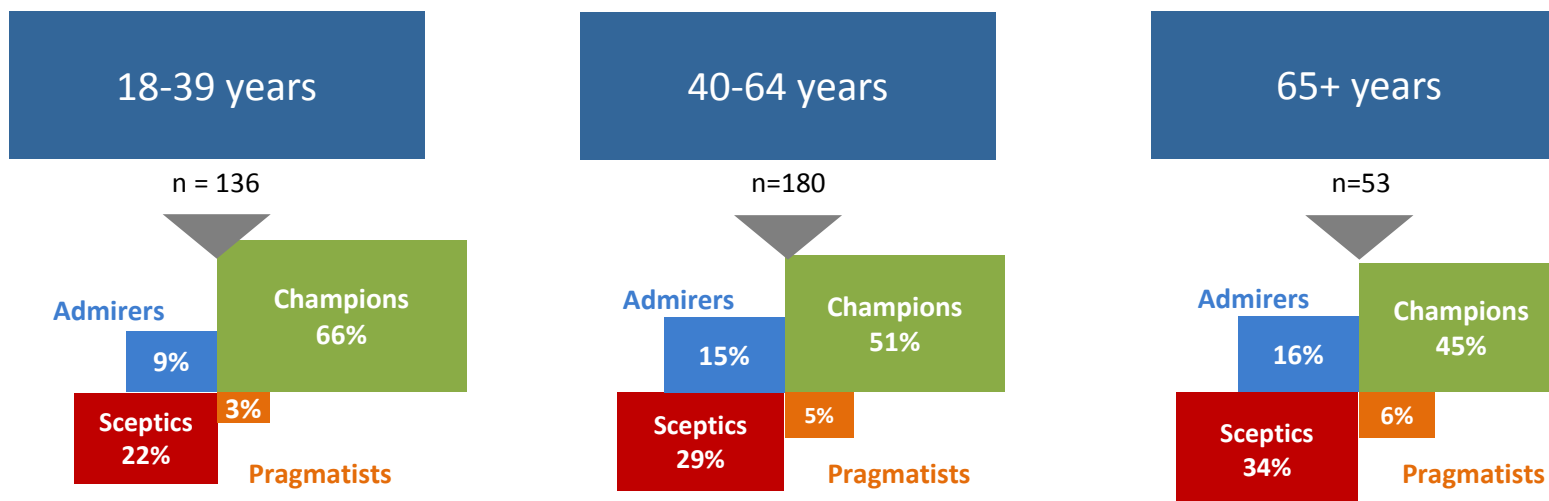 18-39 years
n = 136
Admirers
9%
Champions
66%
Sceptics
22%
3%
Pragmatists
40-64 years
n=180
Admirers
15%
Champions
51%
Sceptics
29%
5%
Pragmatists
65+ years
n=53
Admirers
16%
Champions
45%
Sceptics
34%
6%
Pragmatists